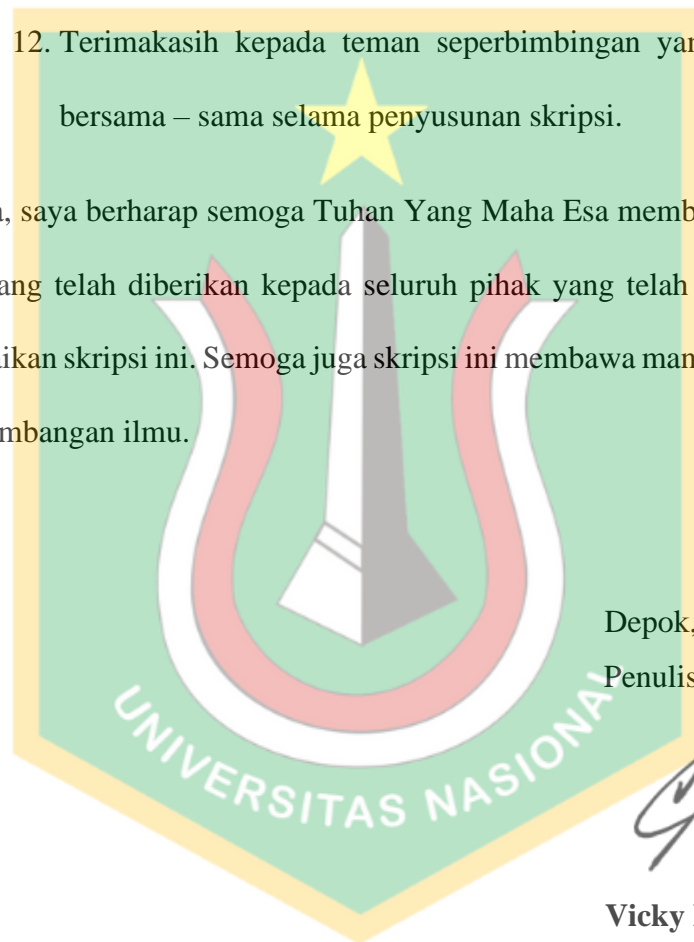 12. Terimakasih kepada teman seperbimbingan yan
bersama – sama selama penyusunan skripsi.
a, saya berharap semoga Tuhan Yang Maha Esa memb
ang telah diberikan kepada seluruh pihak yang telah
ikan skripsi ini. Semoga juga skripsi ini membawa man
mbangan ilmu.
Depok,
Penulis
UNIVERSITAS NASIONAL
Vicky